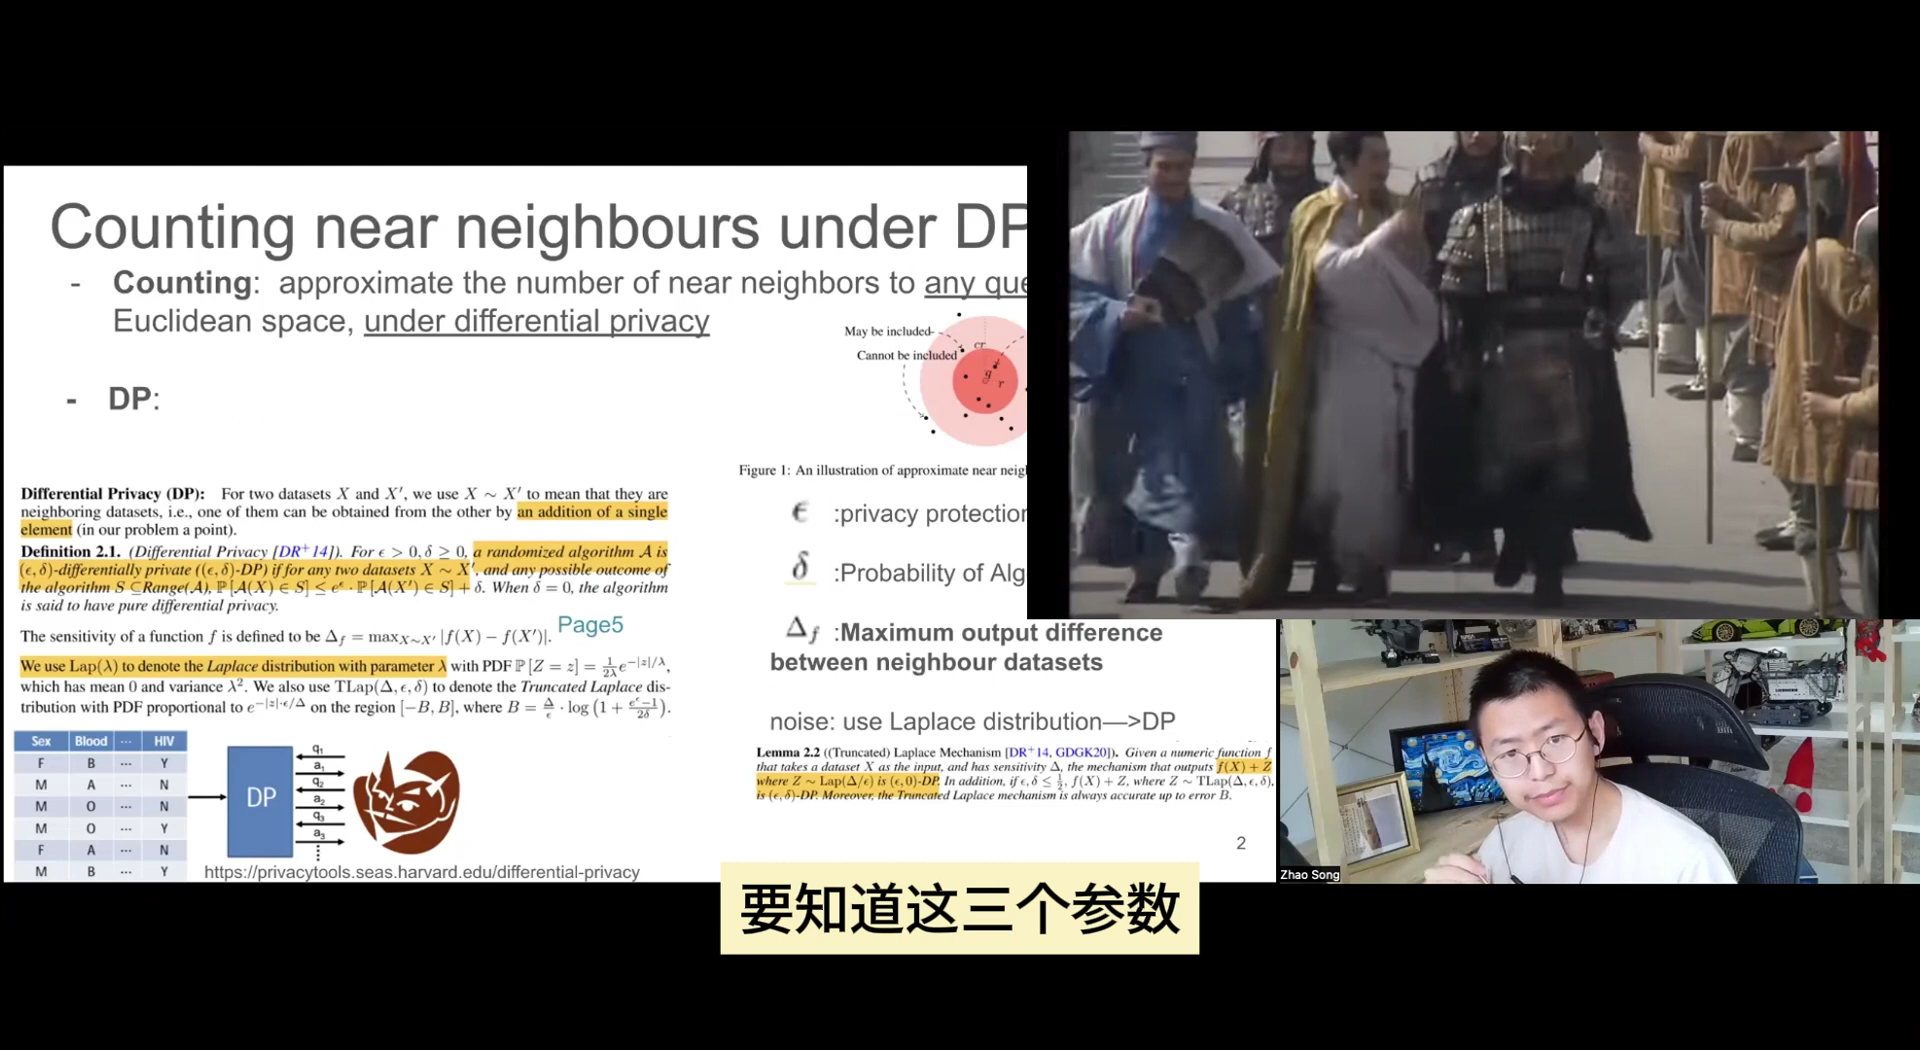 Counting near neighbours under DP
- Counting: approximate the number of near neighbors to any que
Euclidean space, under differential privacy
May be included
Cannot be included
cr
q
r
- DP:
Figure 1: An illustration of approximate near neig
Differential Privacy (DP): For two datasets X and X′, we use X ∼ X′ to mean that they are
neighboring datasets, i.e., one of them can be obtained from the other by an addition of a single
element (in our problem a point).
Definition 2.1. (Differential Privacy [DR+14]). For ϵ > 0, δ ≥ 0, a randomized algorithm A is
(ϵ, δ)-differentially private ((ϵ, δ)-DP) if for any two datasets X ∼ X′, and any possible outcome of
the algorithm S ⊆Range(A), ℙ[A(X) ∈ S] ≤ e^ϵ · ℙ[A(X′) ∈ S] + δ. When δ = 0, the algorithm
is said to have pure differential privacy.
The sensitivity of a function f is defined to be Δ_f = max_{X∼X′} |f(X) − f(X′)|.
Page5
We use Lap(λ) to denote the Laplace distribution with parameter λ with PDF ℙ[Z = z] = 1/2λ e^{−|z|/λ},
which has mean 0 and variance λ². We also use TLap(Δ, ϵ, δ) to denote the Truncated Laplace dis-
tribution with PDF proportional to e^{−|z|·ϵ/Δ} on the region [−B, B], where B = Δ/ϵ · log (1 + (e^ϵ−1)/2δ).
ϵ :privacy protection
δ :Probability of Alg
Δ_f :Maximum output difference
between neighbour datasets
noise: use Laplace distribution—>DP
Lemma 2.2 ((Truncated) Laplace Mechanism [DR+14, GDGK20]). Given a numeric function f
that takes a dataset X as the input, and has sensitivity Δ, the mechanism that outputs f(X) + Z
where Z ∼ Lap(Δ/ϵ) is (ϵ, 0)-DP. In addition, if ϵ, δ ≤ 1/2, f(X) + Z, where Z ∼ TLap(Δ, ϵ, δ),
is (ϵ, δ)-DP. Moreover, the Truncated Laplace mechanism is always accurate up to error B.
Sex Blood ... HIV
F B ... Y
M A ... N
M O ... N
M O ... Y
F A ... N
M B ... Y
DP
q1
a1
q2
a2
q3
a3
https://privacytools.seas.harvard.edu/differential-privacy
2
Zhao Song
要知道这三个参数